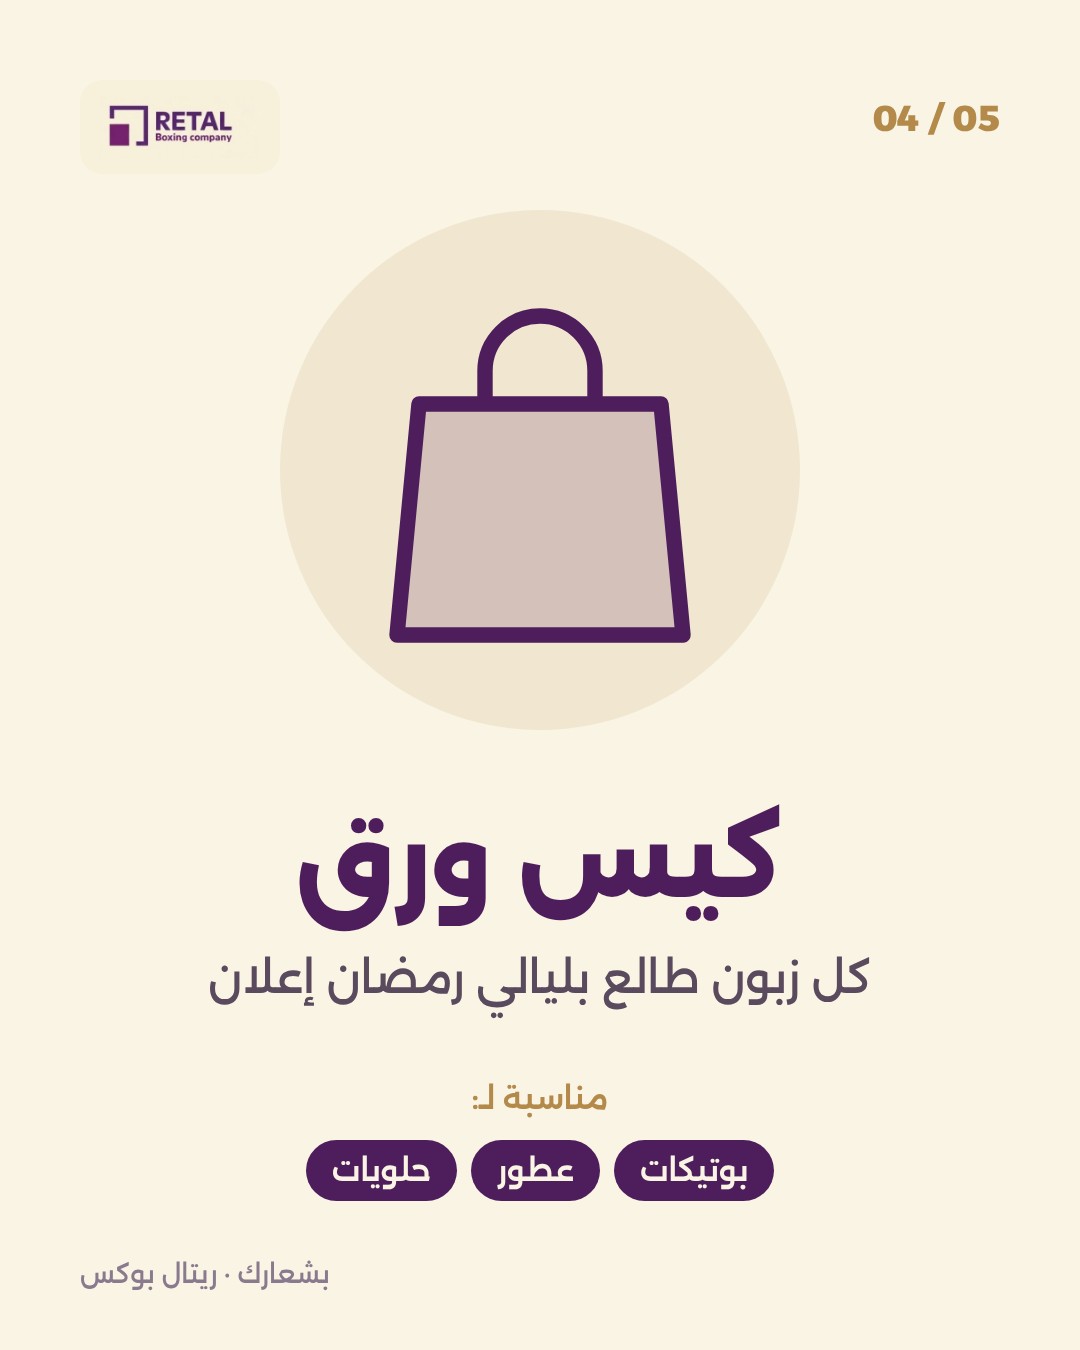 RETAL
Boxing company
04 / 05
كيس ورق
كل زبون طالع بليالي رمضان إعلان
مناسبة لـ:
بوتيكات
عطور
حلويات
بشعارك · ريتال بوكس